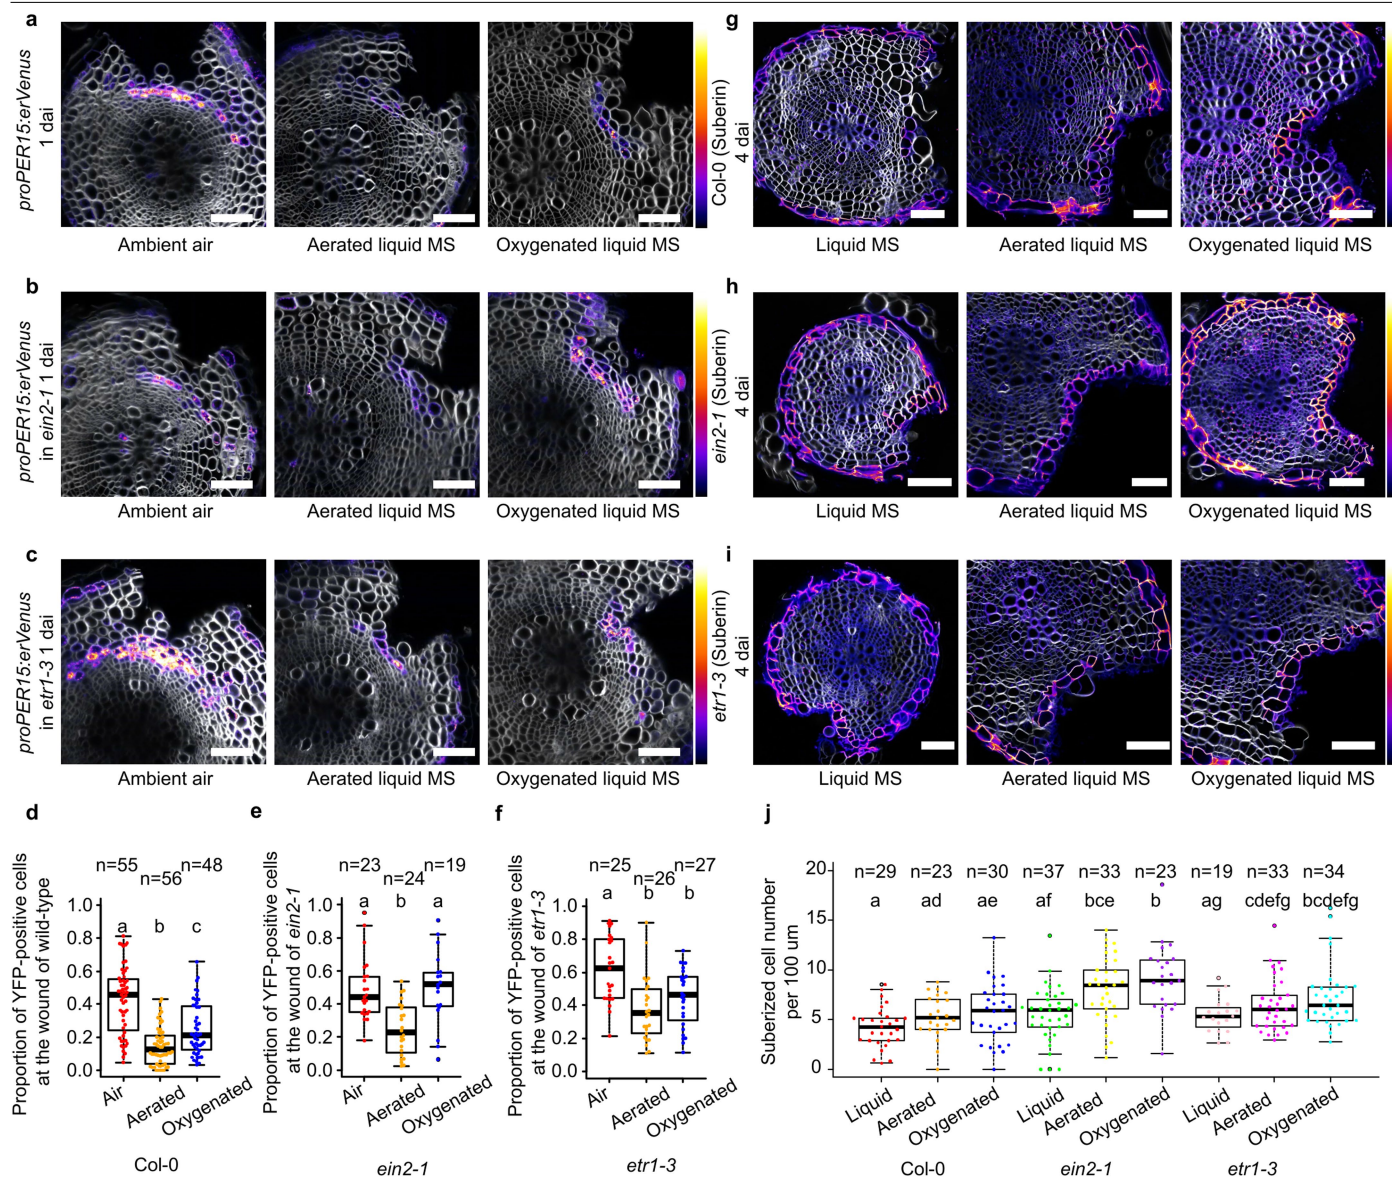 a
proPER15:erVenus
1 dai
Ambient air
Aerated liquid MS
Oxygenated liquid MS
b
proPER15:erVenus
in ein2-1 1 dai
Ambient air
Aerated liquid MS
Oxygenated liquid MS
c
proPER15:erVenus
in etr1-3 1 dai
Ambient air
Aerated liquid MS
Oxygenated liquid MS
g
Col-0 (Suberin)
4 dai
Liquid MS
Aerated liquid MS
Oxygenated liquid MS
h
ein2-1 (Suberin)
4 dai
Liquid MS
Aerated liquid MS
Oxygenated liquid MS
i
etr1-3 (Suberin)
4 dai
Liquid MS
Aerated liquid MS
Oxygenated liquid MS
d
Proportion of YFP-positive cells
at the wound of wild-type
n=55 n=56 n=48
a b c
1.0
0.8
0.6
0.4
0.2
0.0
Air Aerated Oxygenated
Col-0
e
Proportion of YFP-positive cells
at the wound of ein2-1
n=23 n=24 n=19
a b a
1.0
0.8
0.6
0.4
0.2
0.0
Air Aerated Oxygenated
ein2-1
f
Proportion of YFP-positive cells
at the wound of etr1-3
n=25 n=26 n=27
a b b
1.0
0.8
0.6
0.4
0.2
0.0
Air Aerated Oxygenated
etr1-3
j
Suberized cell number
per 100 um
20
15
10
5
0
n=29 n=23 n=30 n=37 n=33 n=23 n=19 n=33 n=34
a ad ae af bce b ag cdefg bcdefg
Liquid Aerated Oxygenated Liquid Aerated Oxygenated Liquid Aerated Oxygenated
Col-0 ein2-1 etr1-3